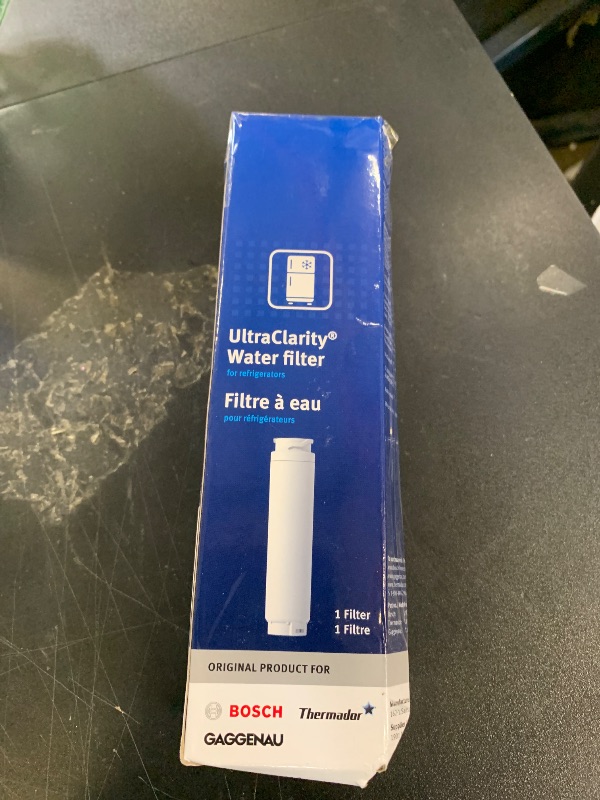 UltraClarity®
Water filter
for refrigerators
Filtre à eau
pour réfrigérateurs
1 Filter
1 Filtre
ORIGINAL PRODUCT FOR
BOSCH
Thermador
GAGGENAU